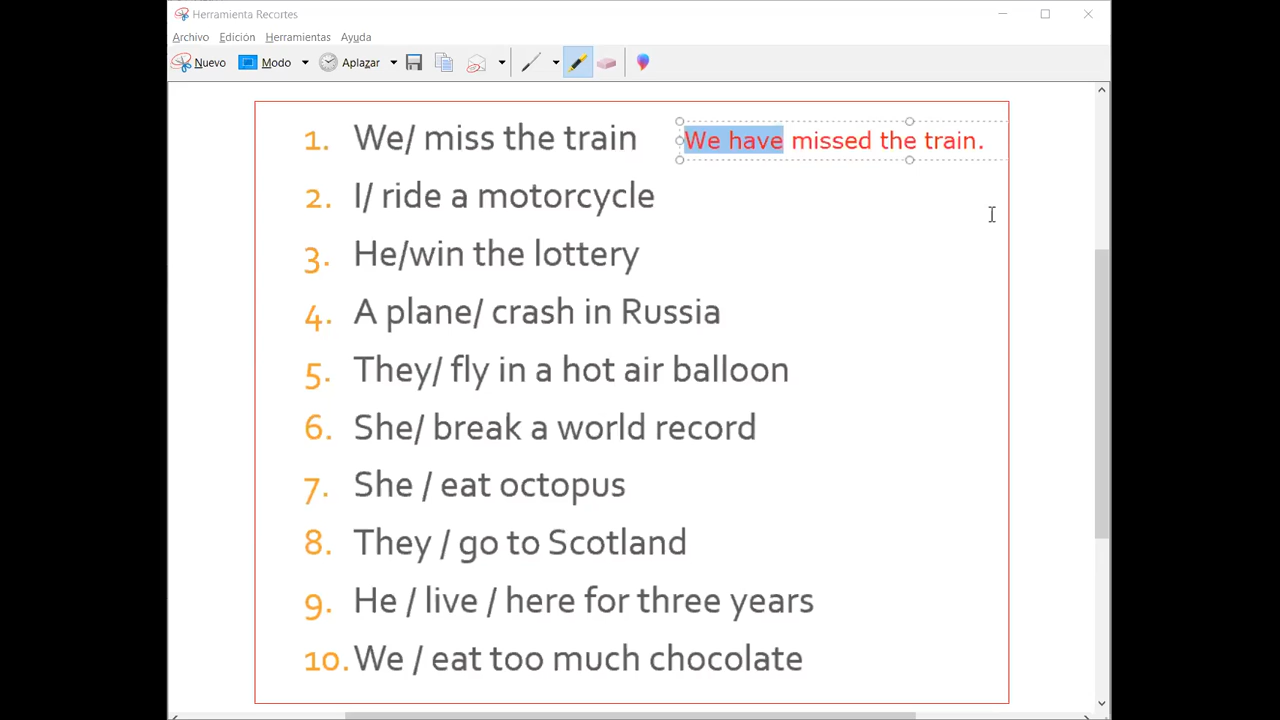 Herramienta Recortes
Archivo Edición Herramientas Ayuda
Nuevo Modo Aplazar
1. We/ miss the train We have missed the train.
2. I/ ride a motorcycle
3. He/win the lottery
4. A plane/ crash in Russia
5. They/ fly in a hot air balloon
6. She/ break a world record
7. She / eat octopus
8. They / go to Scotland
9. He / live / here for three years
10. We / eat too much chocolate